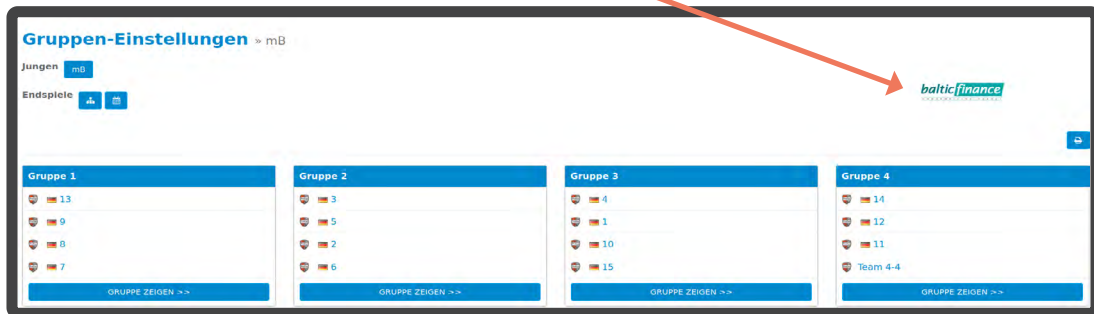 Gruppen-Einstellungen » mB
Jungen mB
Endspiele
balticfinance
Gruppe 1
13
9
8
7
GRUPPE ZEIGEN >>
Gruppe 2
3
5
2
6
GRUPPE ZEIGEN >>
Gruppe 3
4
1
10
15
GRUPPE ZEIGEN >>
Gruppe 4
14
12
11
Team 4-4
GRUPPE ZEIGEN >>